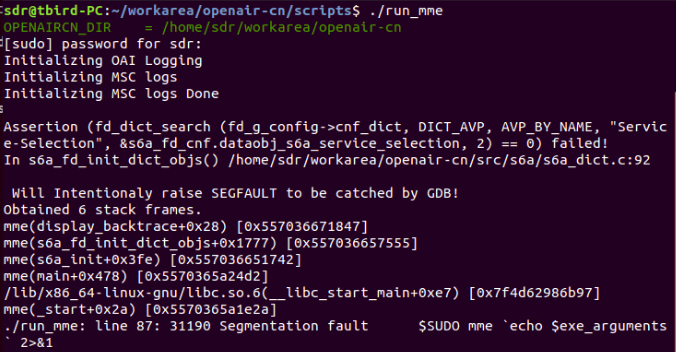 sdr@tbird-PC:~/workarea/openair-cn/scripts$ ./run_mme
OPENAIRCN_DIR    = /home/sdr/workarea/openair-cn
[sudo] password for sdr:
Initializing OAI Logging
Initializing MSC logs
Initializing MSC logs Done

Assertion (fd_dict_search (fd_g_config->cnf_dict, DICT_AVP, AVP_BY_NAME, "Servic
e-Selection", &s6a_fd_cnf.dataobj_s6a_service_selection, 2) == 0) failed!
In s6a_fd_init_dict_objs() /home/sdr/workarea/openair-cn/src/s6a/s6a_dict.c:92

 Will Intentionaly raise SEGFAULT to be catched by GDB!
Obtained 6 stack frames.
mme(display_backtrace+0x28) [0x557036671847]
mme(s6a_fd_init_dict_objs+0x1777) [0x557036657555]
mme(s6a_init+0x3fe) [0x557036651742]
mme(main+0x478) [0x5570365a24d2]
/lib/x86_64-linux-gnu/libc.so.6(__libc_start_main+0xe7) [0x7f4d62986b97]
mme(_start+0x2a) [0x5570365a1e2a]
./run_mme: line 87: 31190 Segmentation fault      $SUDO mme `echo $exe_arguments
` 2>&1